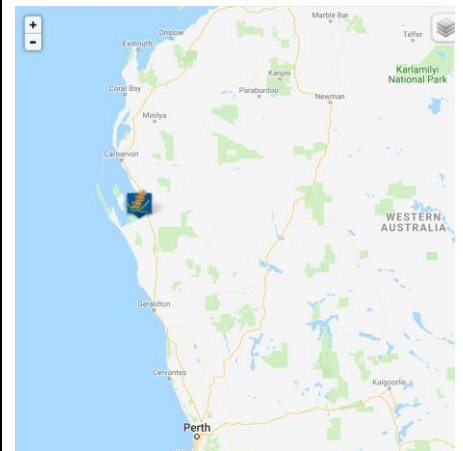 +
-
Marble Bar
Onslow
Telfer
Exmouth
Karijini
Karlamilyi
National Park
Coral Bay
Paraburdoo
Newman
Minilya
Carnarvon
WESTERN
AUSTRALIA
Geraldton
Cervantes
Kalgoorlie
Perth